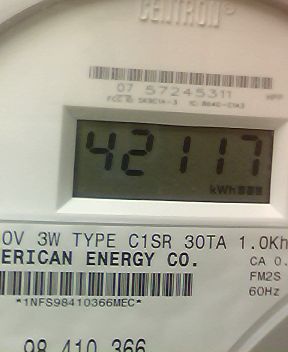 CENTRON®
07 57245311
42117
kWh
0V 3W TYPE C1SR 30TA 1.0Kh
ERICAN ENERGY CO.
CA 0.
FM2S
*1NFS98410366MEC*
60Hz
98 410 366